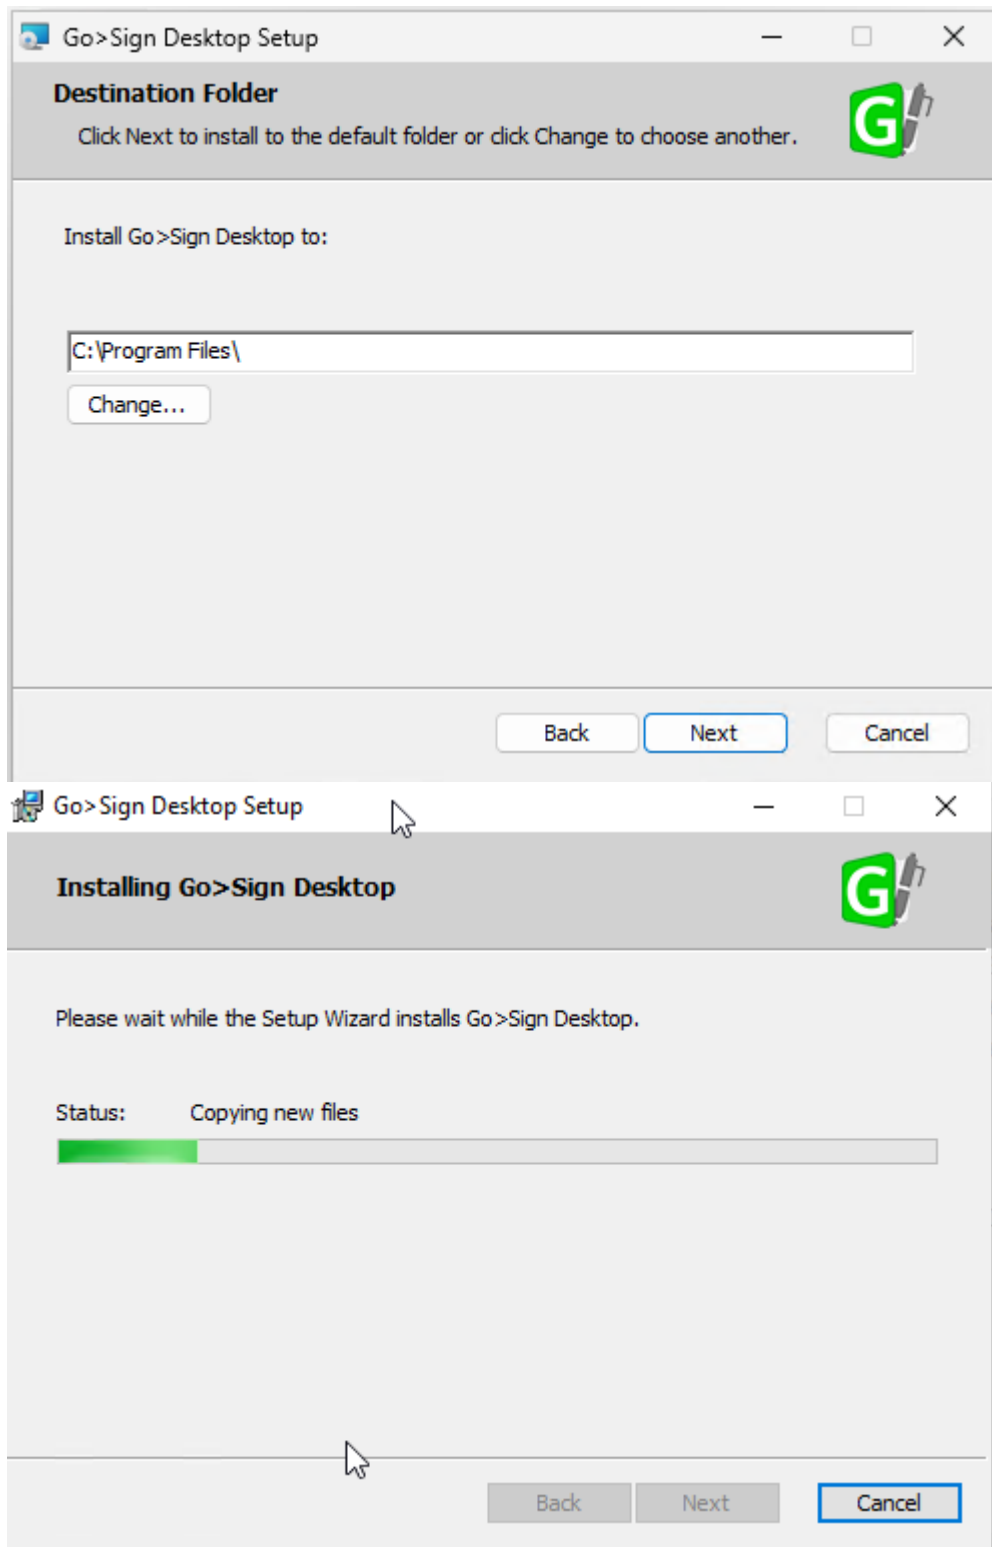 Go>Sign Desktop Setup
Destination Folder
Click Next to install to the default folder or click Change to choose another.
G
Install Go>Sign Desktop to:
C:\Program Files\
Change...
Back
Next
Cancel
Go>Sign Desktop Setup
Installing Go>Sign Desktop
G
Please wait while the Setup Wizard installs Go>Sign Desktop.
Status: Copying new files
Back
Next
Cancel